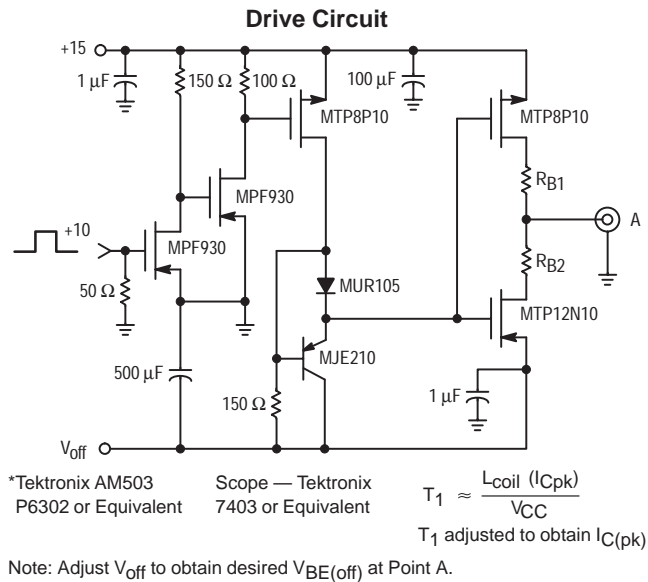 Drive Circuit
+15
1 μF
150 Ω
100 Ω
100 μF
MTP8P10
MTP8P10
MPF930
RB1
+10
MPF930
A
50 Ω
RB2
MUR105
MTP12N10
MJE210
500 μF
150 Ω
1 μF
Voff
*Tektronix AM503
P6302 or Equivalent
Scope — Tektronix
7403 or Equivalent
T1 ≈ Lcoil (ICpk) / VCC
T1 adjusted to obtain IC(pk)
Note: Adjust Voff to obtain desired VBE(off) at Point A.